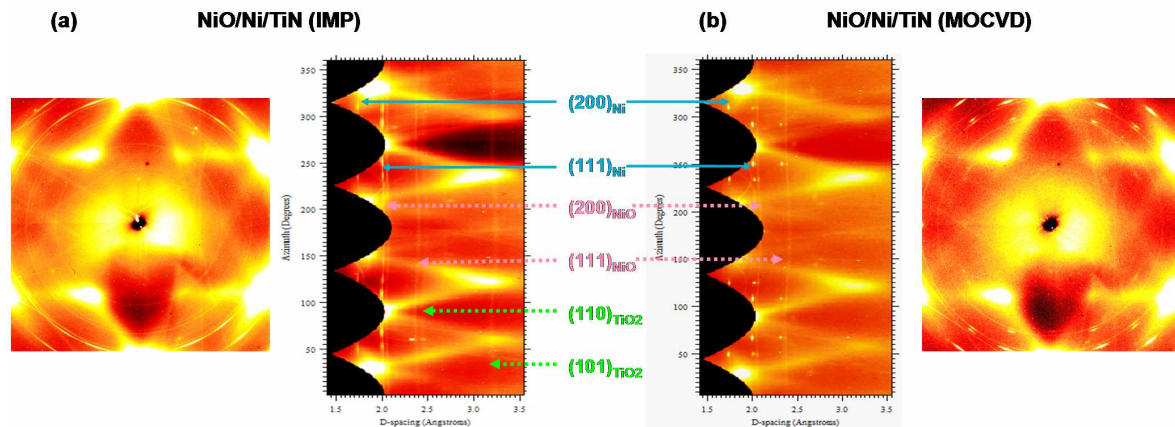 (a) NiO/Ni/TiN (IMP)
(b) NiO/Ni/TiN (MOCVD)
350
300
250
200
150
100
50
Azimuth (Degrees)
1.5 2.0 2.5 3.0 3.5
D-spacing (Angstroms)
(200)Ni
(111)Ni
(200)NiO
(111)NiO
(110)TiO2
(101)TiO2
350
300
250
200
150
100
50
Azimuth (Degrees)
1.5 2.0 2.5 3.0 3.5
D-spacing (Angstroms)